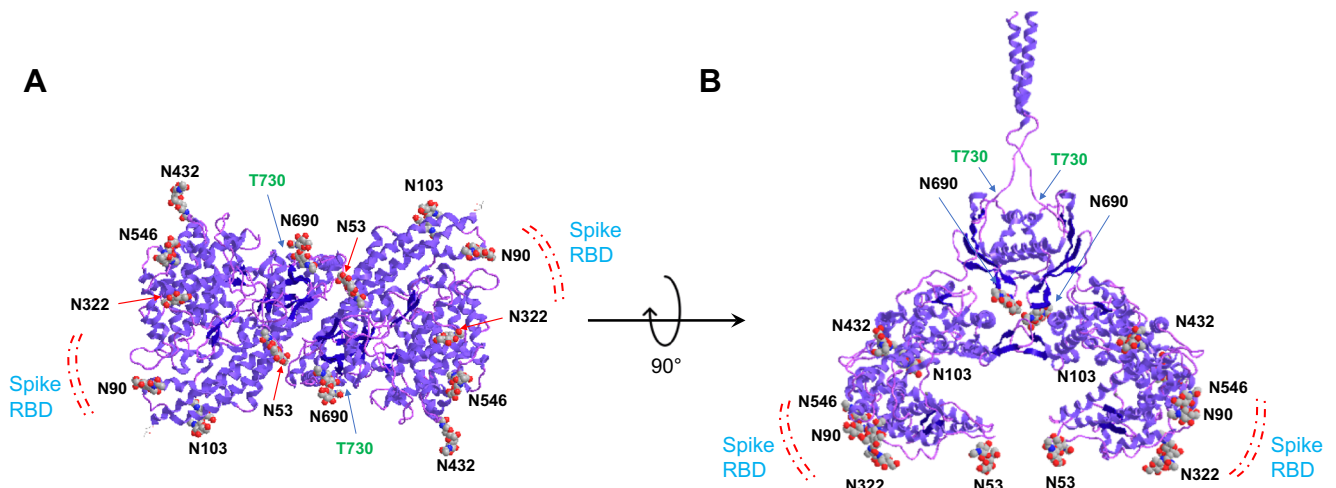 A
N432
T730
N103
N690
N53
N546
Spike
RBD
N90
N322
N322
N90
Spike
RBD
N546
N53
N690
N103
T730
N432
90°
B
T730
T730
N690
N690
N432
N432
N103
N103
N546
N546
N90
N90
Spike
RBD
Spike
RBD
N322
N53
N53
N322